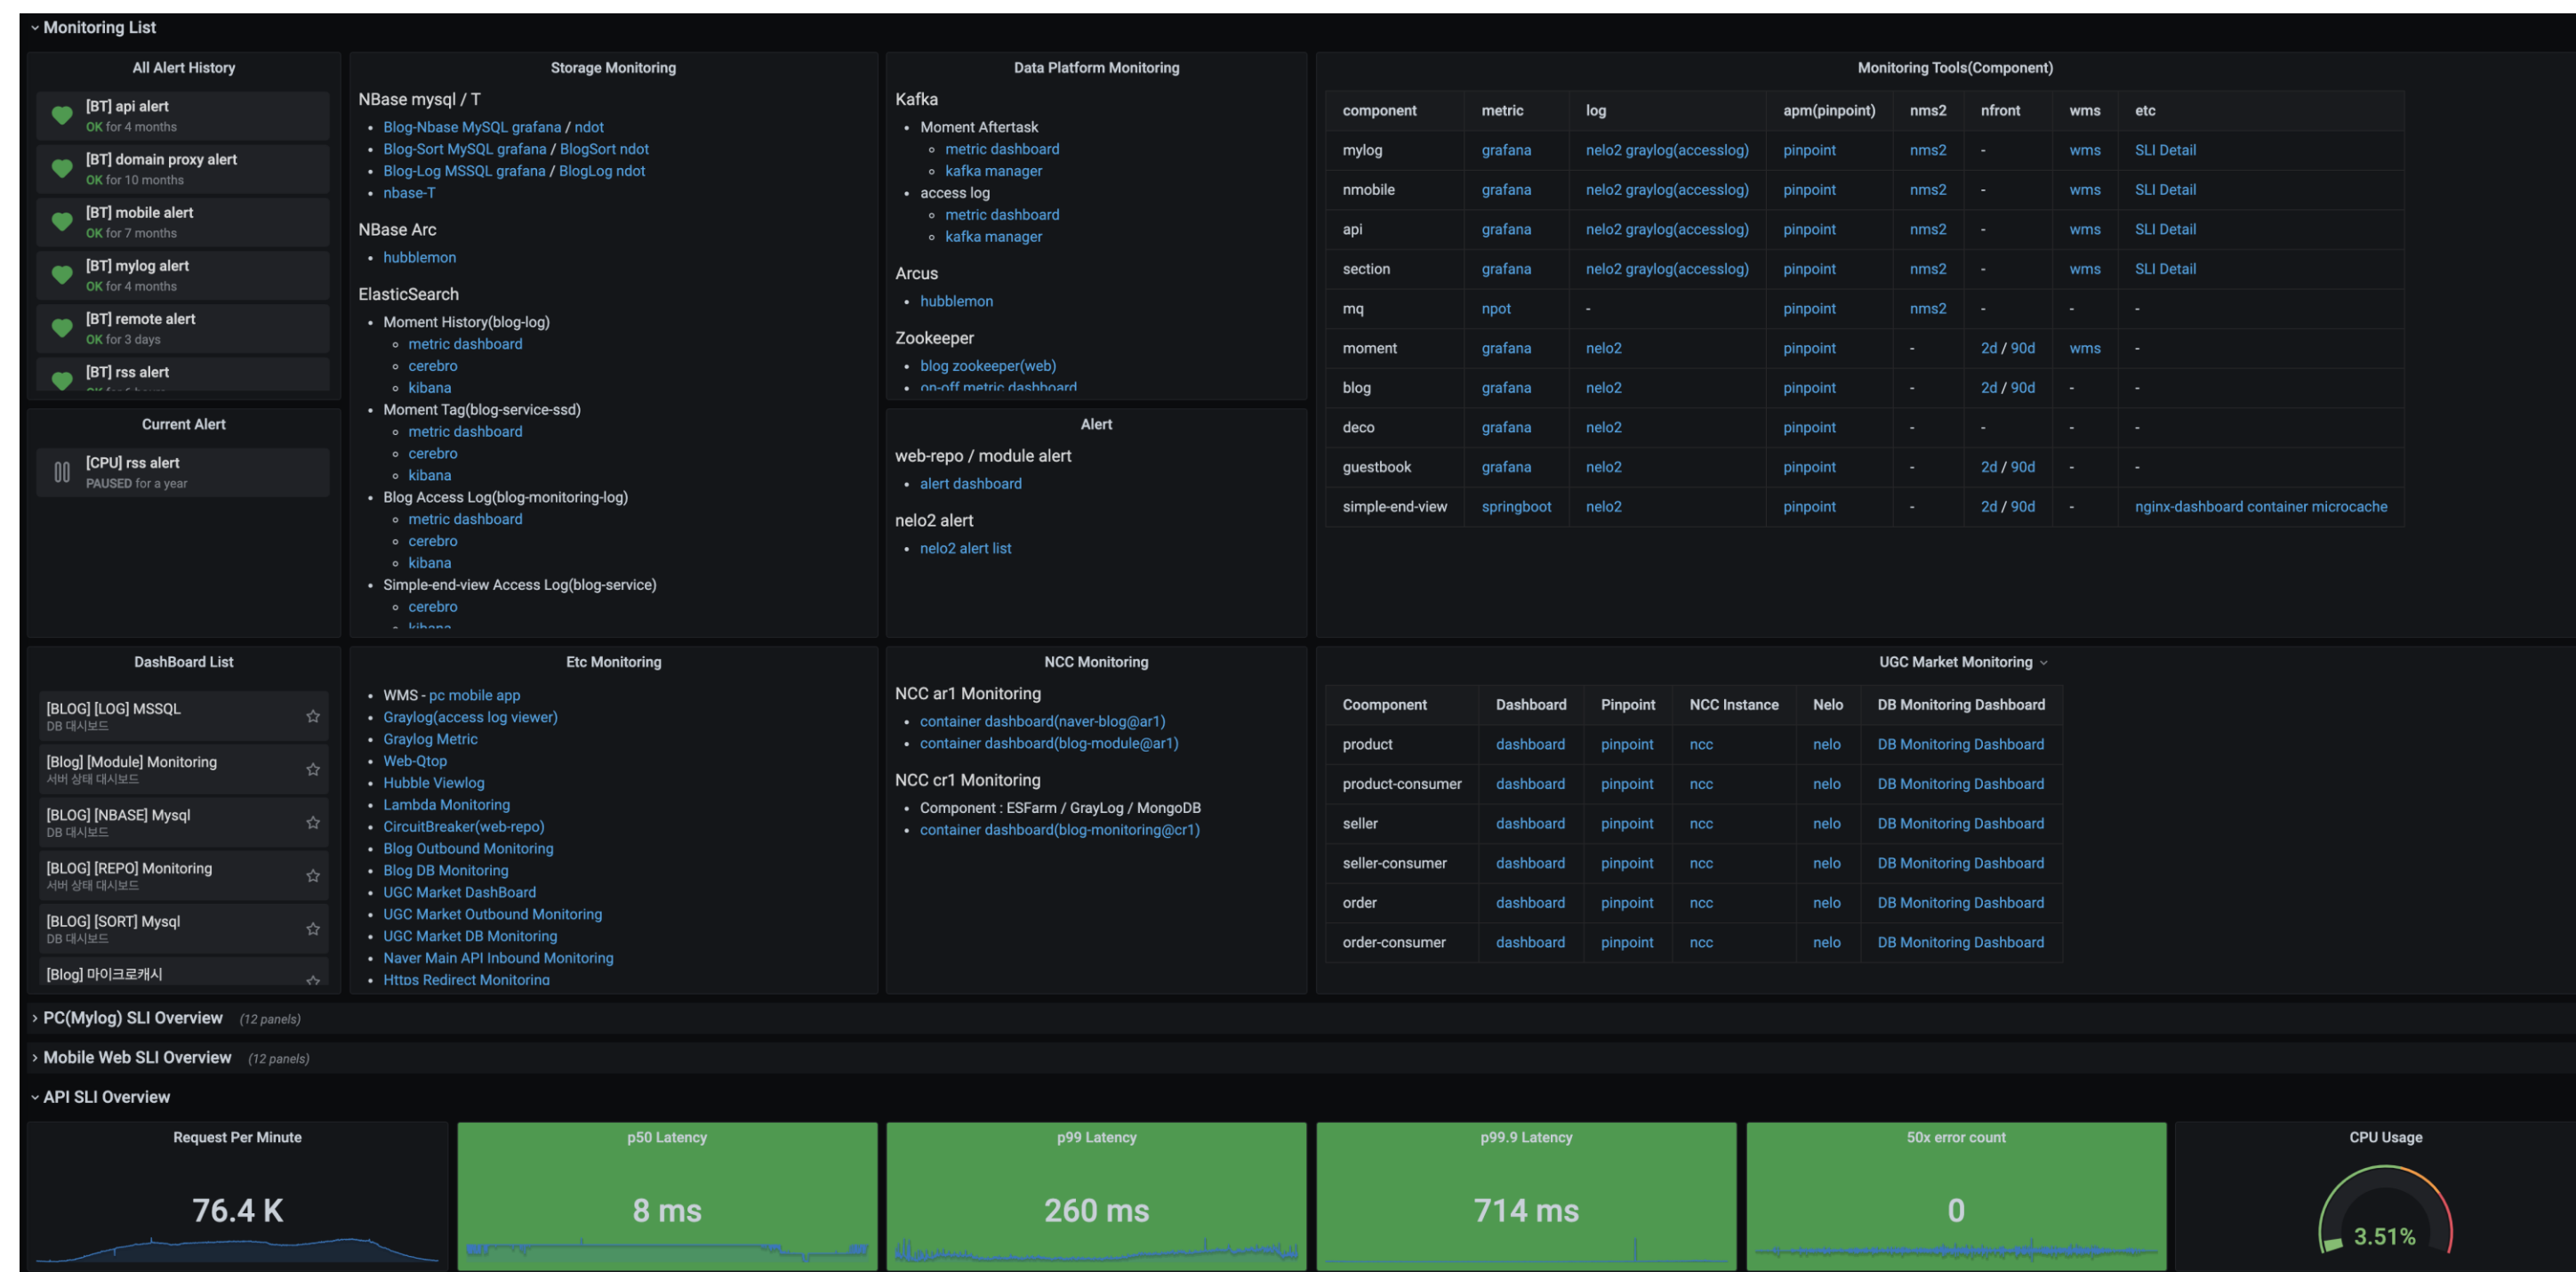 Monitoring List
All Alert History
[BT] api alert
OK for 4 months
[BT] domain proxy alert
OK for 10 months
[BT] mobile alert
OK for 7 months
[BT] mylog alert
OK for 4 months
[BT] remote alert
OK for 3 days
[BT] rss alert
Current Alert
[CPU] rss alert
PAUSED for a year
Storage Monitoring
NBase mysql / T
Blog-Nbase MySQL grafana / ndot
Blog-Sort MySQL grafana / BlogSort ndot
Blog-Log MSSQL grafana / BlogLog ndot
nbase-T
NBase Arc
hubblemon
ElasticSearch
Moment History(blog-log)
metric dashboard
cerebro
kibana
Moment Tag(blog-service-ssd)
metric dashboard
cerebro
kibana
Blog Access Log(blog-monitoring-log)
metric dashboard
cerebro
kibana
Simple-end-view Access Log(blog-service)
cerebro
kibana
Data Platform Monitoring
Kafka
Moment Aftertask
metric dashboard
kafka manager
access log
metric dashboard
kafka manager
Arcus
hubblemon
Zookeeper
blog zookeeper(web)
on-off metric dashboard
Alert
web-repo / module alert
alert dashboard
nelo2 alert
nelo2 alert list
Monitoring Tools(Component)
component metric log apm(pinpoint) nms2 nfront wms etc
mylog grafana nelo2 graylog(accesslog) pinpoint nms2 - wms SLI Detail
nmobile grafana nelo2 graylog(accesslog) pinpoint nms2 - wms SLI Detail
api grafana nelo2 graylog(accesslog) pinpoint nms2 - wms SLI Detail
section grafana nelo2 graylog(accesslog) pinpoint nms2 - wms SLI Detail
mq npot - pinpoint nms2 - - -
moment grafana nelo2 pinpoint - 2d / 90d wms -
blog grafana nelo2 pinpoint - 2d / 90d - -
deco grafana nelo2 pinpoint - - - -
guestbook grafana nelo2 pinpoint - 2d / 90d - -
simple-end-view springboot nelo2 pinpoint - 2d / 90d - nginx-dashboard container microcache
DashBoard List
[BLOG] [LOG] MSSQL
DB 대시보드
[Blog] [Module] Monitoring
서버 상태 대시보드
[BLOG] [NBASE] Mysql
DB 대시보드
[BLOG] [REPO] Monitoring
서버 상태 대시보드
[BLOG] [SORT] Mysql
DB 대시보드
[Blog] 마이크로캐시
Etc Monitoring
WMS - pc mobile app
Graylog(access log viewer)
Graylog Metric
Web-Qtop
Hubble Viewlog
Lambda Monitoring
CircuitBreaker(web-repo)
Blog Outbound Monitoring
Blog DB Monitoring
UGC Market DashBoard
UGC Market Outbound Monitoring
UGC Market DB Monitoring
Naver Main API Inbound Monitoring
Https Redirect Monitoring
NCC Monitoring
NCC ar1 Monitoring
container dashboard(naver-blog@ar1)
container dashboard(blog-module@ar1)
NCC cr1 Monitoring
Component : ESFarm / GrayLog / MongoDB
container dashboard(blog-monitoring@cr1)
UGC Market Monitoring
Coomponent Dashboard Pinpoint NCC Instance Nelo DB Monitoring Dashboard
product dashboard pinpoint ncc nelo DB Monitoring Dashboard
product-consumer dashboard pinpoint ncc nelo DB Monitoring Dashboard
seller dashboard pinpoint ncc nelo DB Monitoring Dashboard
seller-consumer dashboard pinpoint ncc nelo DB Monitoring Dashboard
order dashboard pinpoint ncc nelo DB Monitoring Dashboard
order-consumer dashboard pinpoint ncc nelo DB Monitoring Dashboard
PC(Mylog) SLI Overview (12 panels)
Mobile Web SLI Overview (12 panels)
API SLI Overview
Request Per Minute
76.4 K
p50 Latency
8 ms
p99 Latency
260 ms
p99.9 Latency
714 ms
50x error count
0
CPU Usage
3.51%